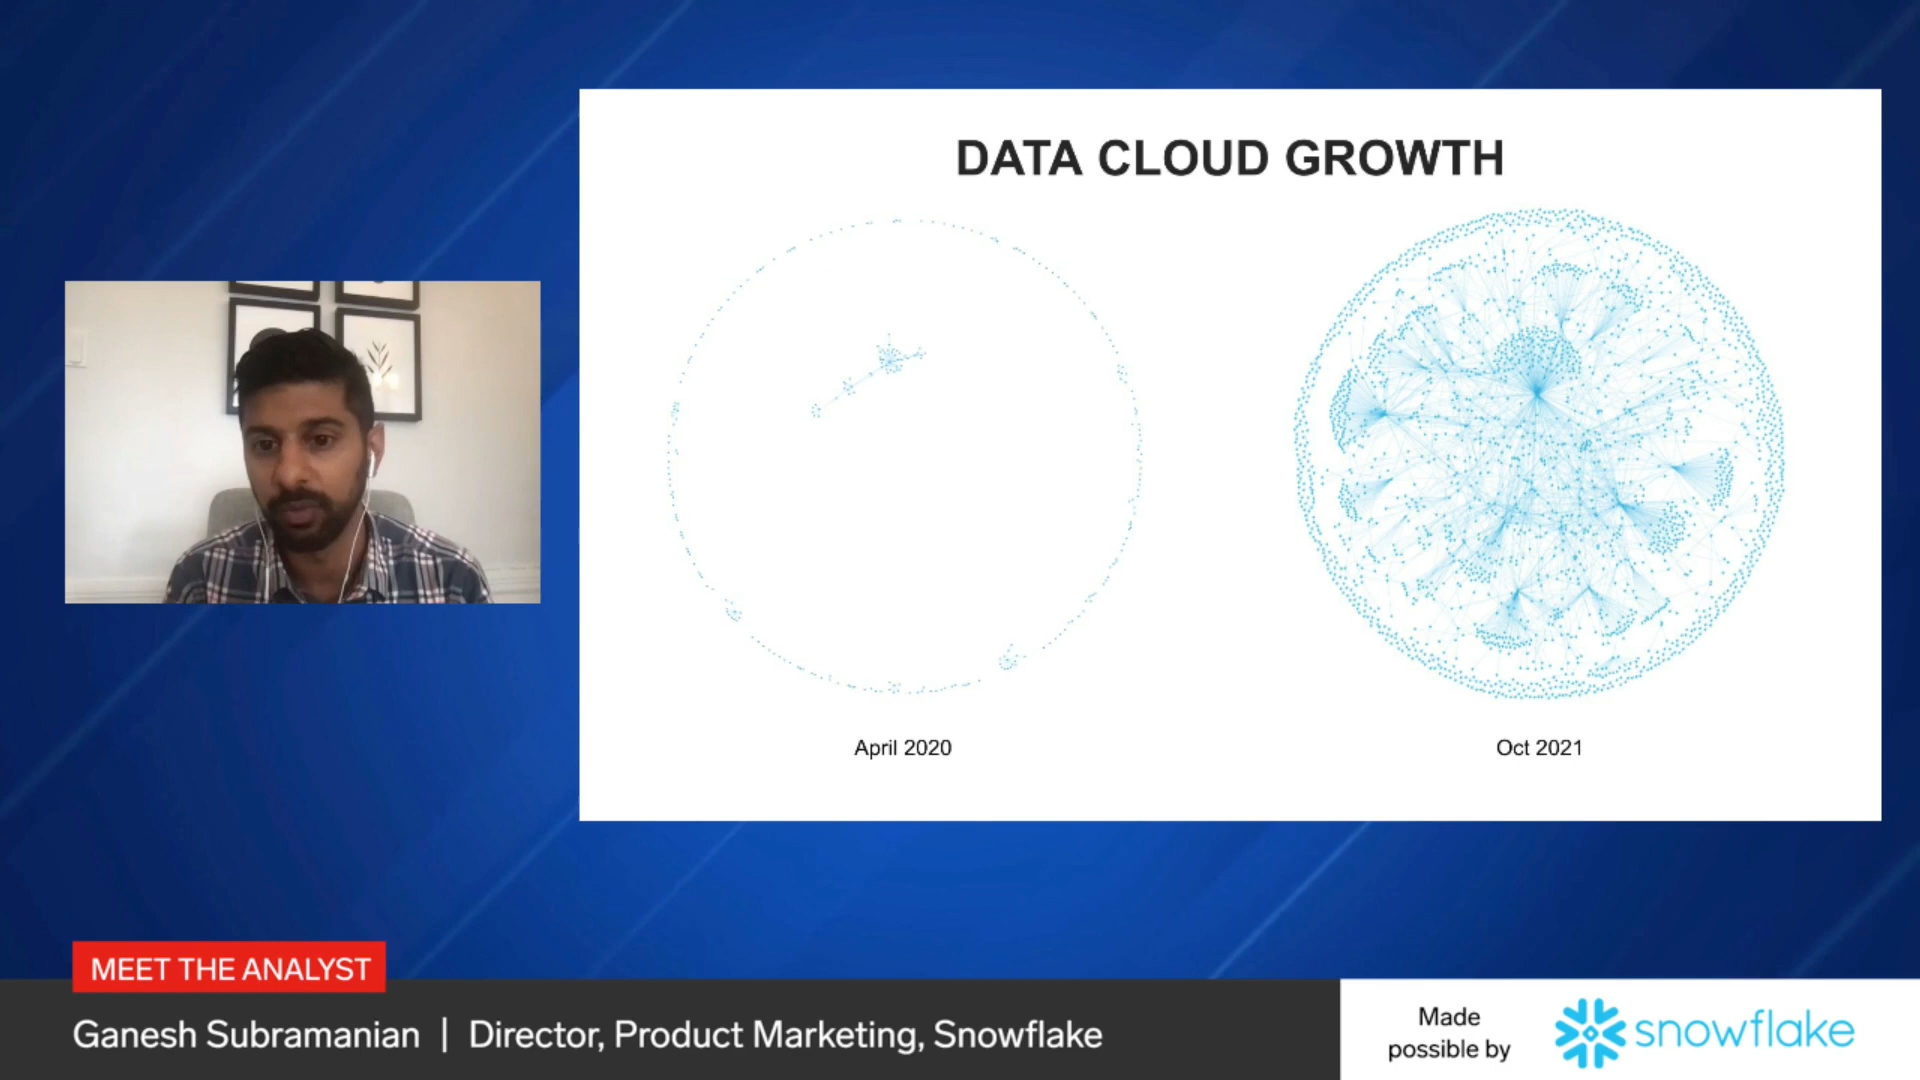 DATA CLOUD GROWTH
April 2020
Oct 2021
MEET THE ANALYST
Ganesh Subramanian | Director, Product Marketing, Snowflake
Made
possible by
snowflake